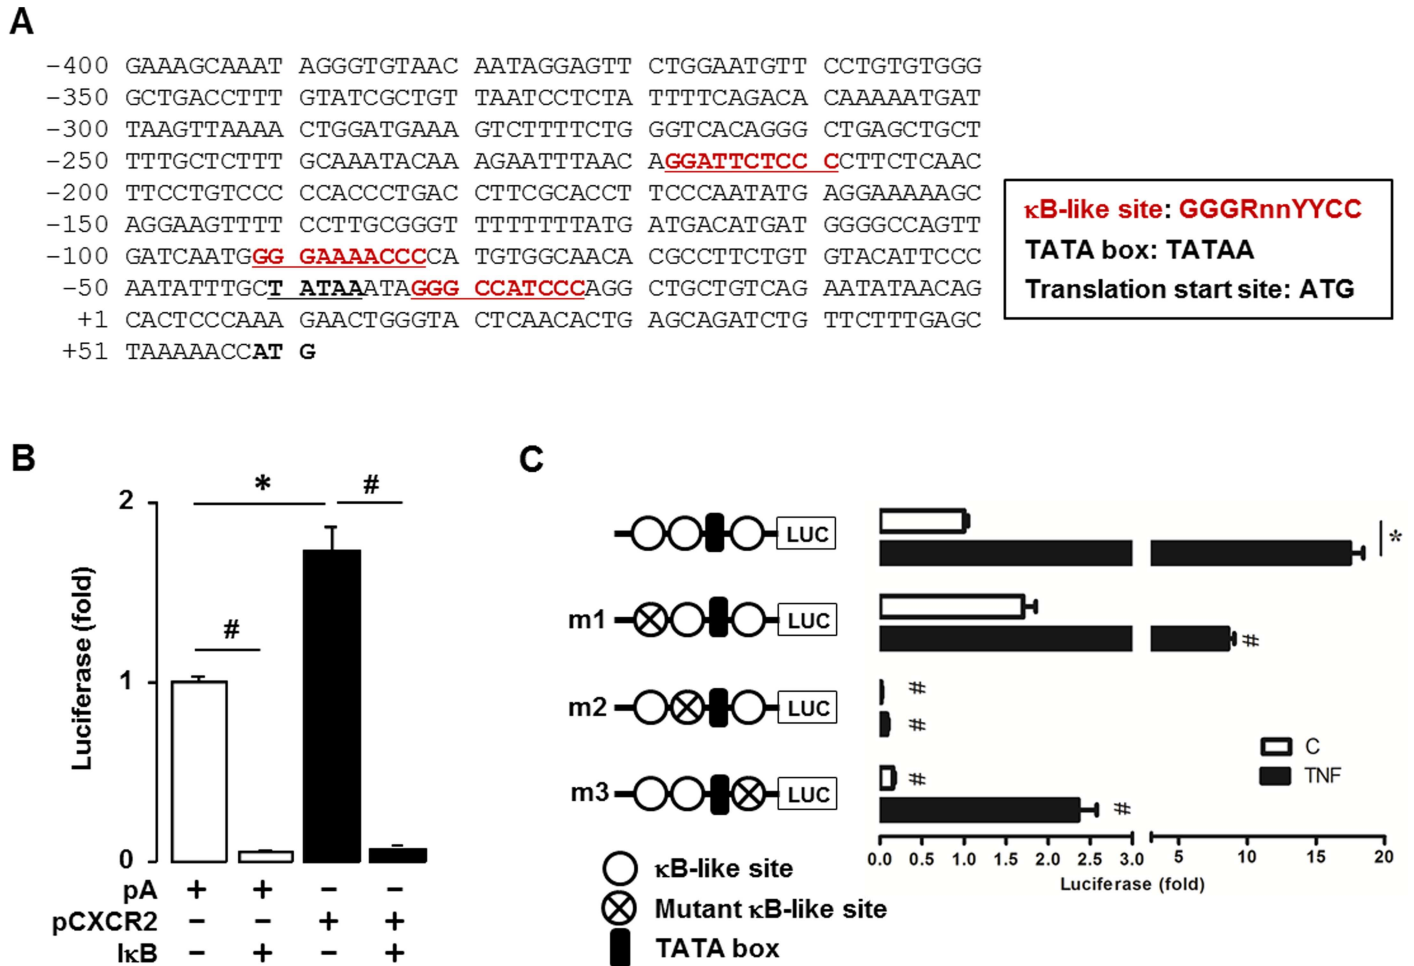 A
-400 GAAAGCAAAT AGGGTGTAAC AATAGGAGTT CTGGAATGTT CCTGTGTGGG
-350 GCTGACCTTT GTATCGCTGT TAATCCTCTA TTTTCAGACA CAAAAATGAT
-300 TAAGTTAAAA CTGGATGAAA GTCTTTTCTG GGTCACAGGG CTGAGCTGCT
-250 TTTGCTCTTT GCAAATACAA AGAATTTAAC AGGATTCTCC CCTTCTCAAC
-200 TTCCTGTCCC CCACCCTGAC CTTCGCACCT TCCCAATATG AGGAAAAAGC
-150 AGGAAGTTTT CCTTGCGGGT TTTTTTTATG ATGACATGAT GGGGCCAGTT
-100 GATCAATGGG GAAAACCCCA TGTGGCAACA CGCCTTCTGT GTACATTCCC
-50 AATATTTGCT ATAAATAGGG CCATCCCAGG CTGCTGTCAG AATATAACAG
+1 CACTCCCAAA GAACTGGGTA CTCAACACTG AGCAGATCTG TTCTTTGAGC
+51 TAAAAACCAT G
κB-like site: GGGRnnYYCC
TATA box: TATAA
Translation start site: ATG
B
Luciferase (fold)
2
1
0
*
#
#
pA + + − −
pCXCR2 − − + +
IκB − + − +
C
LUC
m1 LUC
m2 LUC
m3 LUC
κB-like site
Mutant κB-like site
TATA box
*
#
#
#
#
#
C
TNF
0.0 0.5 1.0 1.5 2.0 2.5 3.0 5 10 15 20
Luciferase (fold)